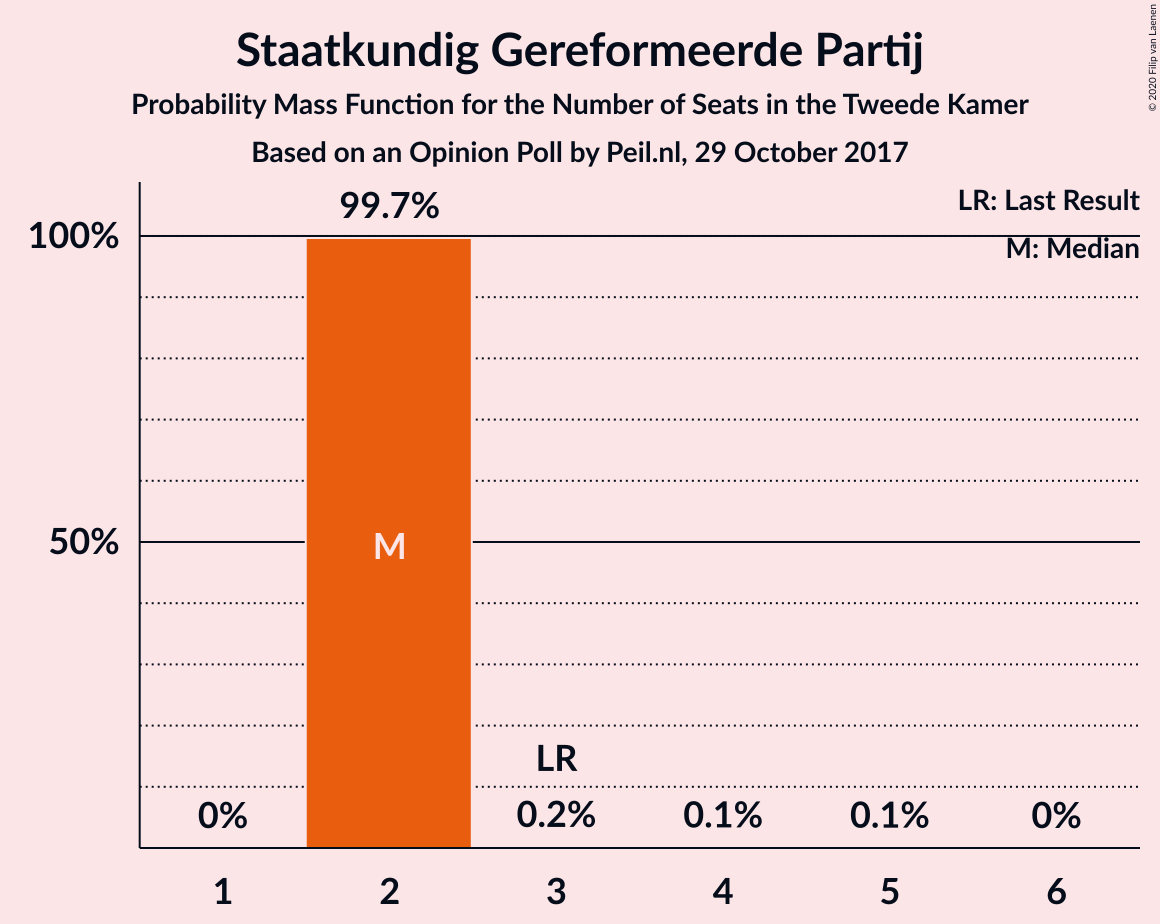 Staatkundig Gereformeerde Partij
Probability Mass Function for the Number of Seats in the Tweede Kamer
Based on an Opinion Poll by Peil.nl, 29 October 2017
© 2020 Filip van Laenen
LR: Last Result
M: Median
100%
50%
99.7%
M
LR
0%
0.2%
0.1%
0.1%
0%
1
2
3
4
5
6